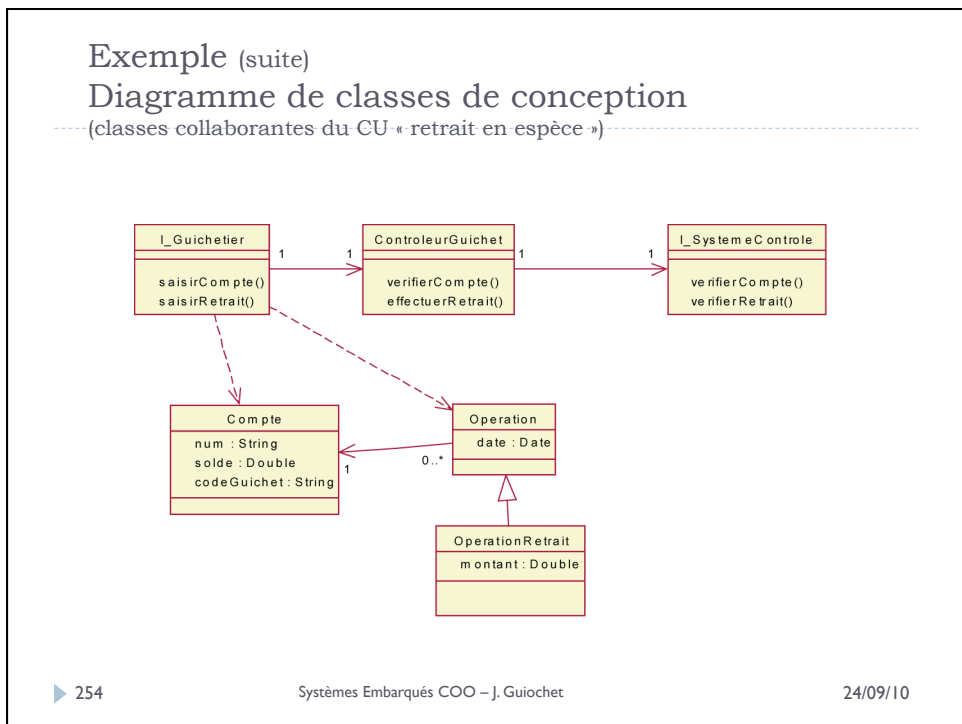 Exemple (suite)
Diagramme de classes de conception
(classes collaborantes du CU « retrait en espèce »)
I_Guichetier
saisirCompte()
saisirRetrait()
1
1
ControleurGuichet
verifierCompte()
effectuerRetrait()
1
1
I_SystemeControle
verifierCompte()
verifierRetrait()
Compte
num : String
solde : Double
codeGuichet : String
1
0..*
Operation
date : Date
OperationRetrait
montant : Double
254
Systèmes Embarqués COO – J. Guiochet
24/09/10